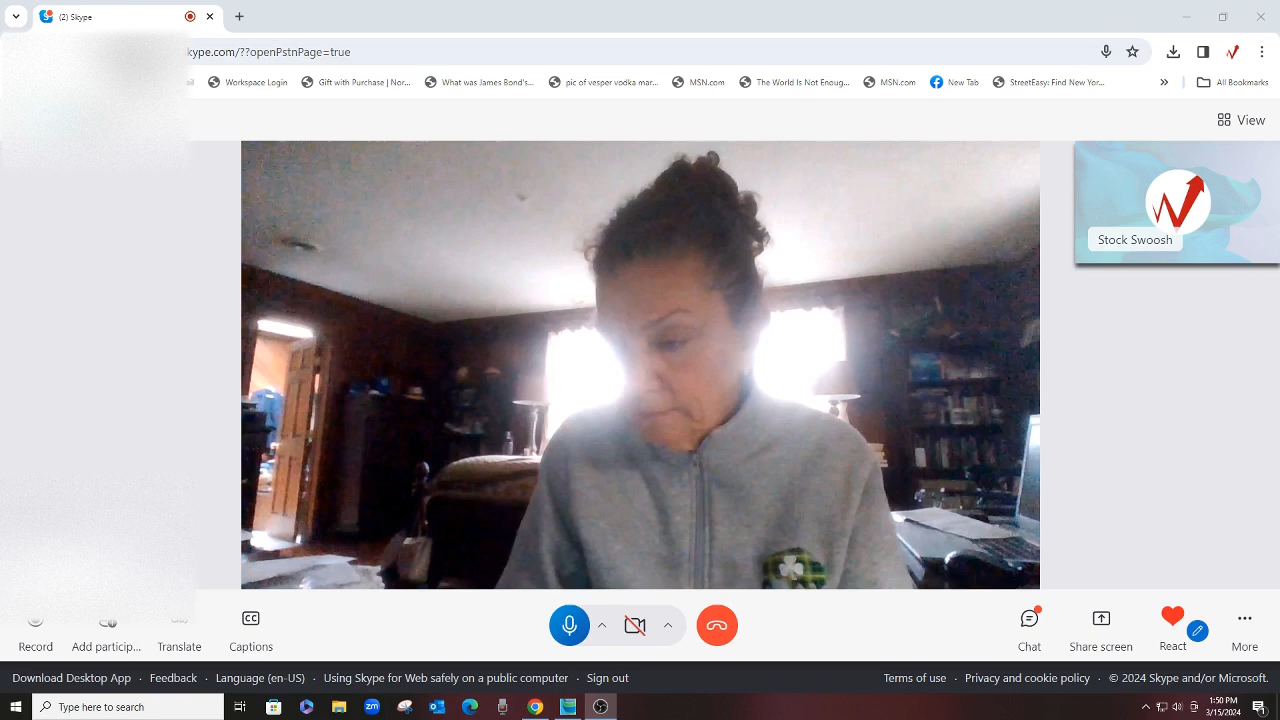 (2) Skype
kype.com/??openPstnPage=true
Workspace Login
Gift with Purchase | Nor...
What was James Bond's...
pic of vesper vodka mar...
MSN.com
The World Is Not Enoug...
MSN.com
New Tab
StreetEasy: Find New Yor...
»
All Bookmarks
View
Stock Swoosh
CC
Record
Add particip...
Translate
Captions
Chat
Share screen
React
More
Download Desktop App · Feedback · Language (en-US) · Using Skype for Web safely on a public computer · Sign out
Terms of use · Privacy and cookie policy · © 2024 Skype and/or Microsoft.
Type here to search
zm
1:50 PM
3/15/2024